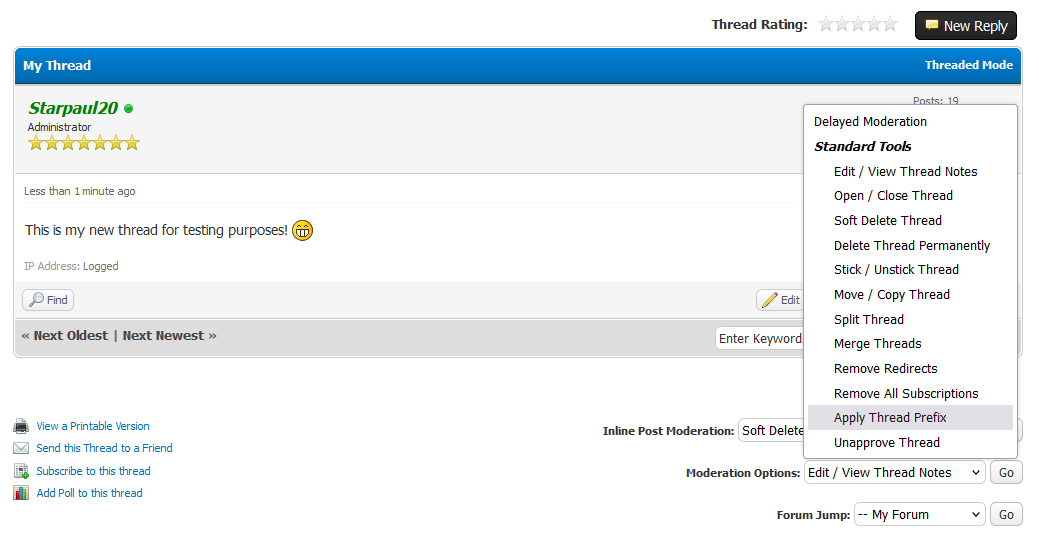 Thread Rating:
New Reply
My Thread
Threaded Mode
Starpaul20
Posts: 19
Administrator
Less than 1 minute ago
This is my new thread for testing purposes!
IP Address: Logged
Find
Edit
« Next Oldest | Next Newest »
Enter Keyword
Delayed Moderation
Standard Tools
Edit / View Thread Notes
Open / Close Thread
Soft Delete Thread
Delete Thread Permanently
Stick / Unstick Thread
Move / Copy Thread
Split Thread
Merge Threads
Remove Redirects
Remove All Subscriptions
Apply Thread Prefix
Unapprove Thread
View a Printable Version
Send this Thread to a Friend
Subscribe to this thread
Add Poll to this thread
Inline Post Moderation: Soft Delete
Moderation Options: Edit / View Thread Notes Go
Forum Jump: -- My Forum Go